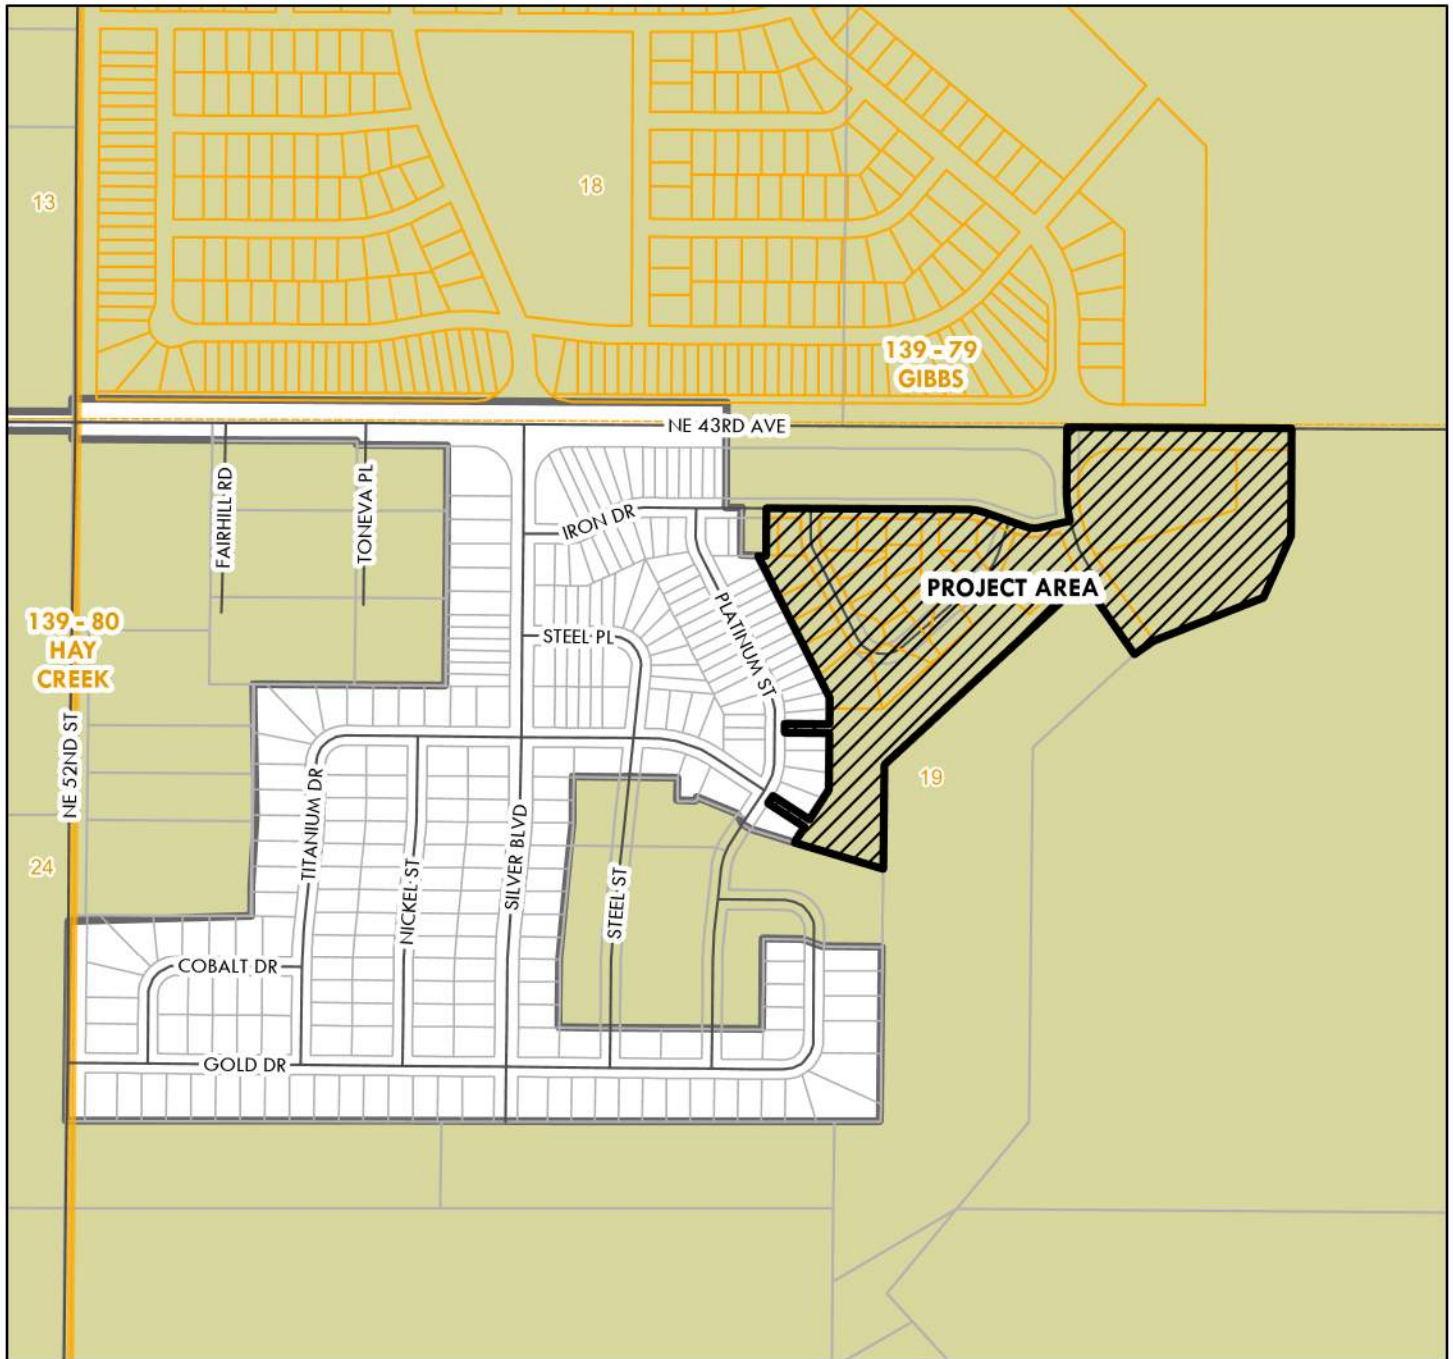 13
18
139 - 79
GIBBS
NE 43RD AVE
FAIRHILL RD
TONEVA PL
IRON DR
PROJECT AREA
PLATINUM ST
139 - 80
HAY
CREEK
STEEL PL
NE 52ND ST
19
TITANIUM DR
NICKEL ST
SILVER BLVD
STEEL ST
24
COBALT DR
GOLD DR